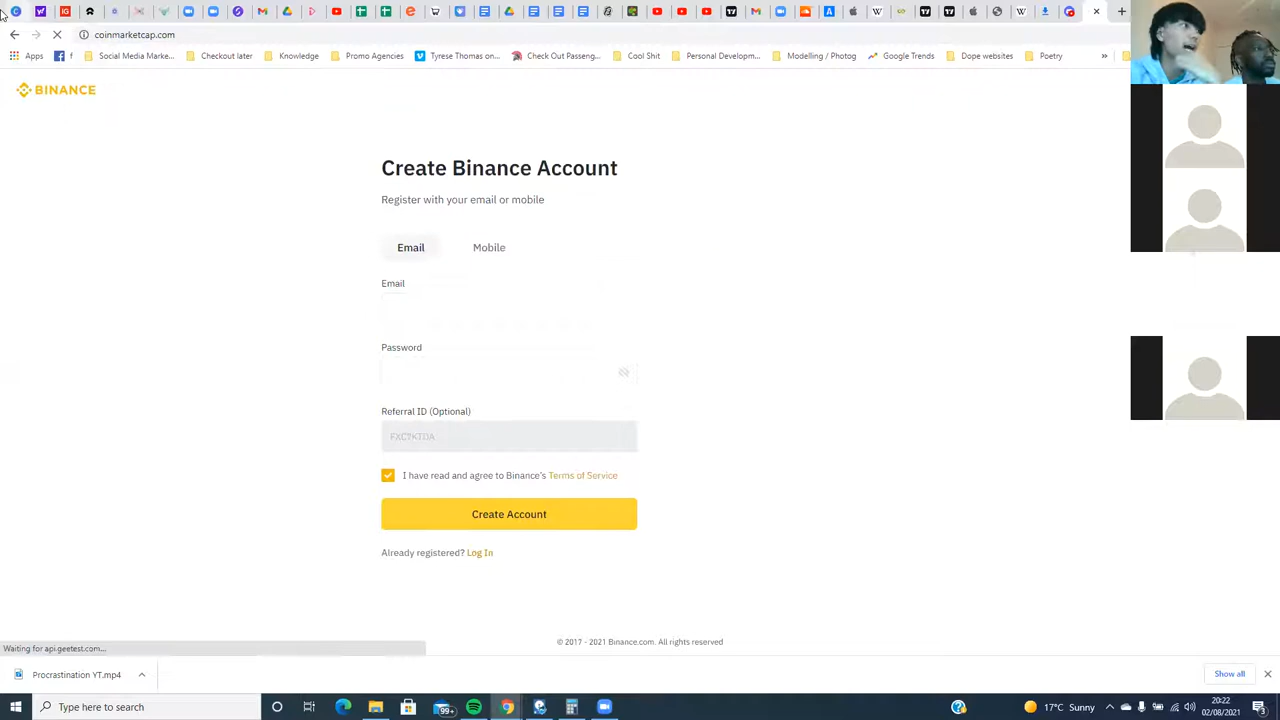 coinmarketcap.com
Apps
f
Social Media Marke...
Checkout later
Knowledge
Promo Agencies
Tyrese Thomas on...
Check Out Passeng...
Cool Shit
Personal Developm...
Modelling / Photog
Google Trends
Dope websites
Poetry
»
BINANCE
Create Binance Account
Register with your email or mobile
Email Mobile
Email
Password
Referral ID (Optional)
FXC7KTDA
I have read and agree to Binance's Terms of Service
Create Account
Already registered? Log In
© 2017 - 2021 Binance.com. All rights reserved
Waiting for api.geetest.com...
Procrastination YT.mp4
Show all
Type here to search
99+
17°C Sunny
20:22
02/08/2021